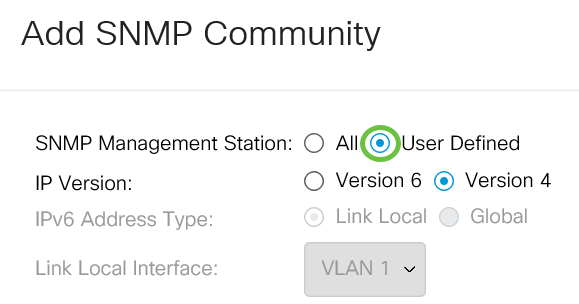 Add SNMP Community
SNMP Management Station: All User Defined
IP Version: Version 6 Version 4
IPv6 Address Type: Link Local Global
Link Local Interface: VLAN 1